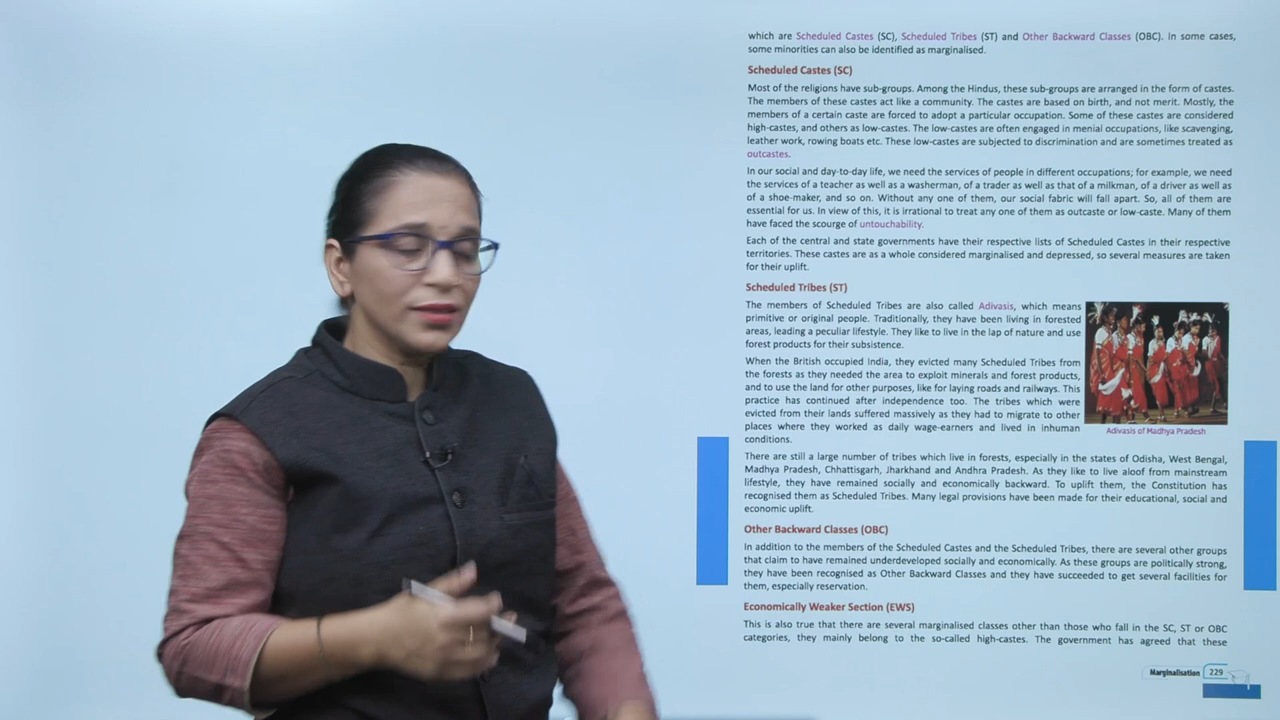 which are Scheduled Castes (SC), Scheduled Tribes (ST) and Other Backward Classes (OBC). In some cases,
some minorities can also be identified as marginalised.
Scheduled Castes (SC)
Most of the religions have sub-groups. Among the Hindus, these sub-groups are arranged in the form of castes.
The members of these castes act like a community. The castes are based on birth, and not merit. Mostly, the
members of a certain caste are forced to adopt a particular occupation. Some of these castes are considered
high-castes, and others as low-castes. The low-castes are often engaged in menial occupations, like scavenging,
leather work, rowing boats etc. These low-castes are subjected to discrimination and are sometimes treated as
outcastes.
In our social and day-to-day life, we need the services of people in different occupations; for example, we need
the services of a teacher as well as a washerman, of a trader as well as that of a milkman, of a driver as well as
of a shoe-maker, and so on. Without any one of them, our social fabric will fall apart. So, all of them are
essential for us. In view of this, it is irrational to treat any one of them as outcaste or low-caste. Many of them
have faced the scourge of untouchability.
Each of the central and state governments have their respective lists of Scheduled Castes in their respective
territories. These castes are as a whole considered marginalised and depressed, so several measures are taken
for their uplift.
Scheduled Tribes (ST)
The members of Scheduled Tribes are also called Adivasis, which means
primitive or original people. Traditionally, they have been living in forested
areas, leading a peculiar lifestyle. They like to live in the lap of nature and use
forest products for their subsistence.
When the British occupied India, they evicted many Scheduled Tribes from
the forests as they needed the area to exploit minerals and forest products,
and to use the land for other purposes, like for laying roads and railways. This
practice has continued after independence too. The tribes which were
evicted from their lands suffered massively as they had to migrate to other
places where they worked as daily wage-earners and lived in inhuman
conditions.
Adivasis of Madhya Pradesh
There are still a large number of tribes which live in forests, especially in the states of Odisha, West Bengal,
Madhya Pradesh, Chhattisgarh, Jharkhand and Andhra Pradesh. As they like to live aloof from mainstream
lifestyle, they have remained socially and economically backward. To uplift them, the Constitution has
recognised them as Scheduled Tribes. Many legal provisions have been made for their educational, social and
economic uplift.
Other Backward Classes (OBC)
In addition to the members of the Scheduled Castes and the Scheduled Tribes, there are several other groups
that claim to have remained underdeveloped socially and economically. As these groups are politically strong,
they have been recognised as Other Backward Classes and they have succeeded to get several facilities for
them, especially reservation.
Economically Weaker Section (EWS)
This is also true that there are several marginalised classes other than those who fall in the SC, ST or OBC
categories, they mainly belong to the so-called high-castes. The government has agreed that these
Marginalisation 229